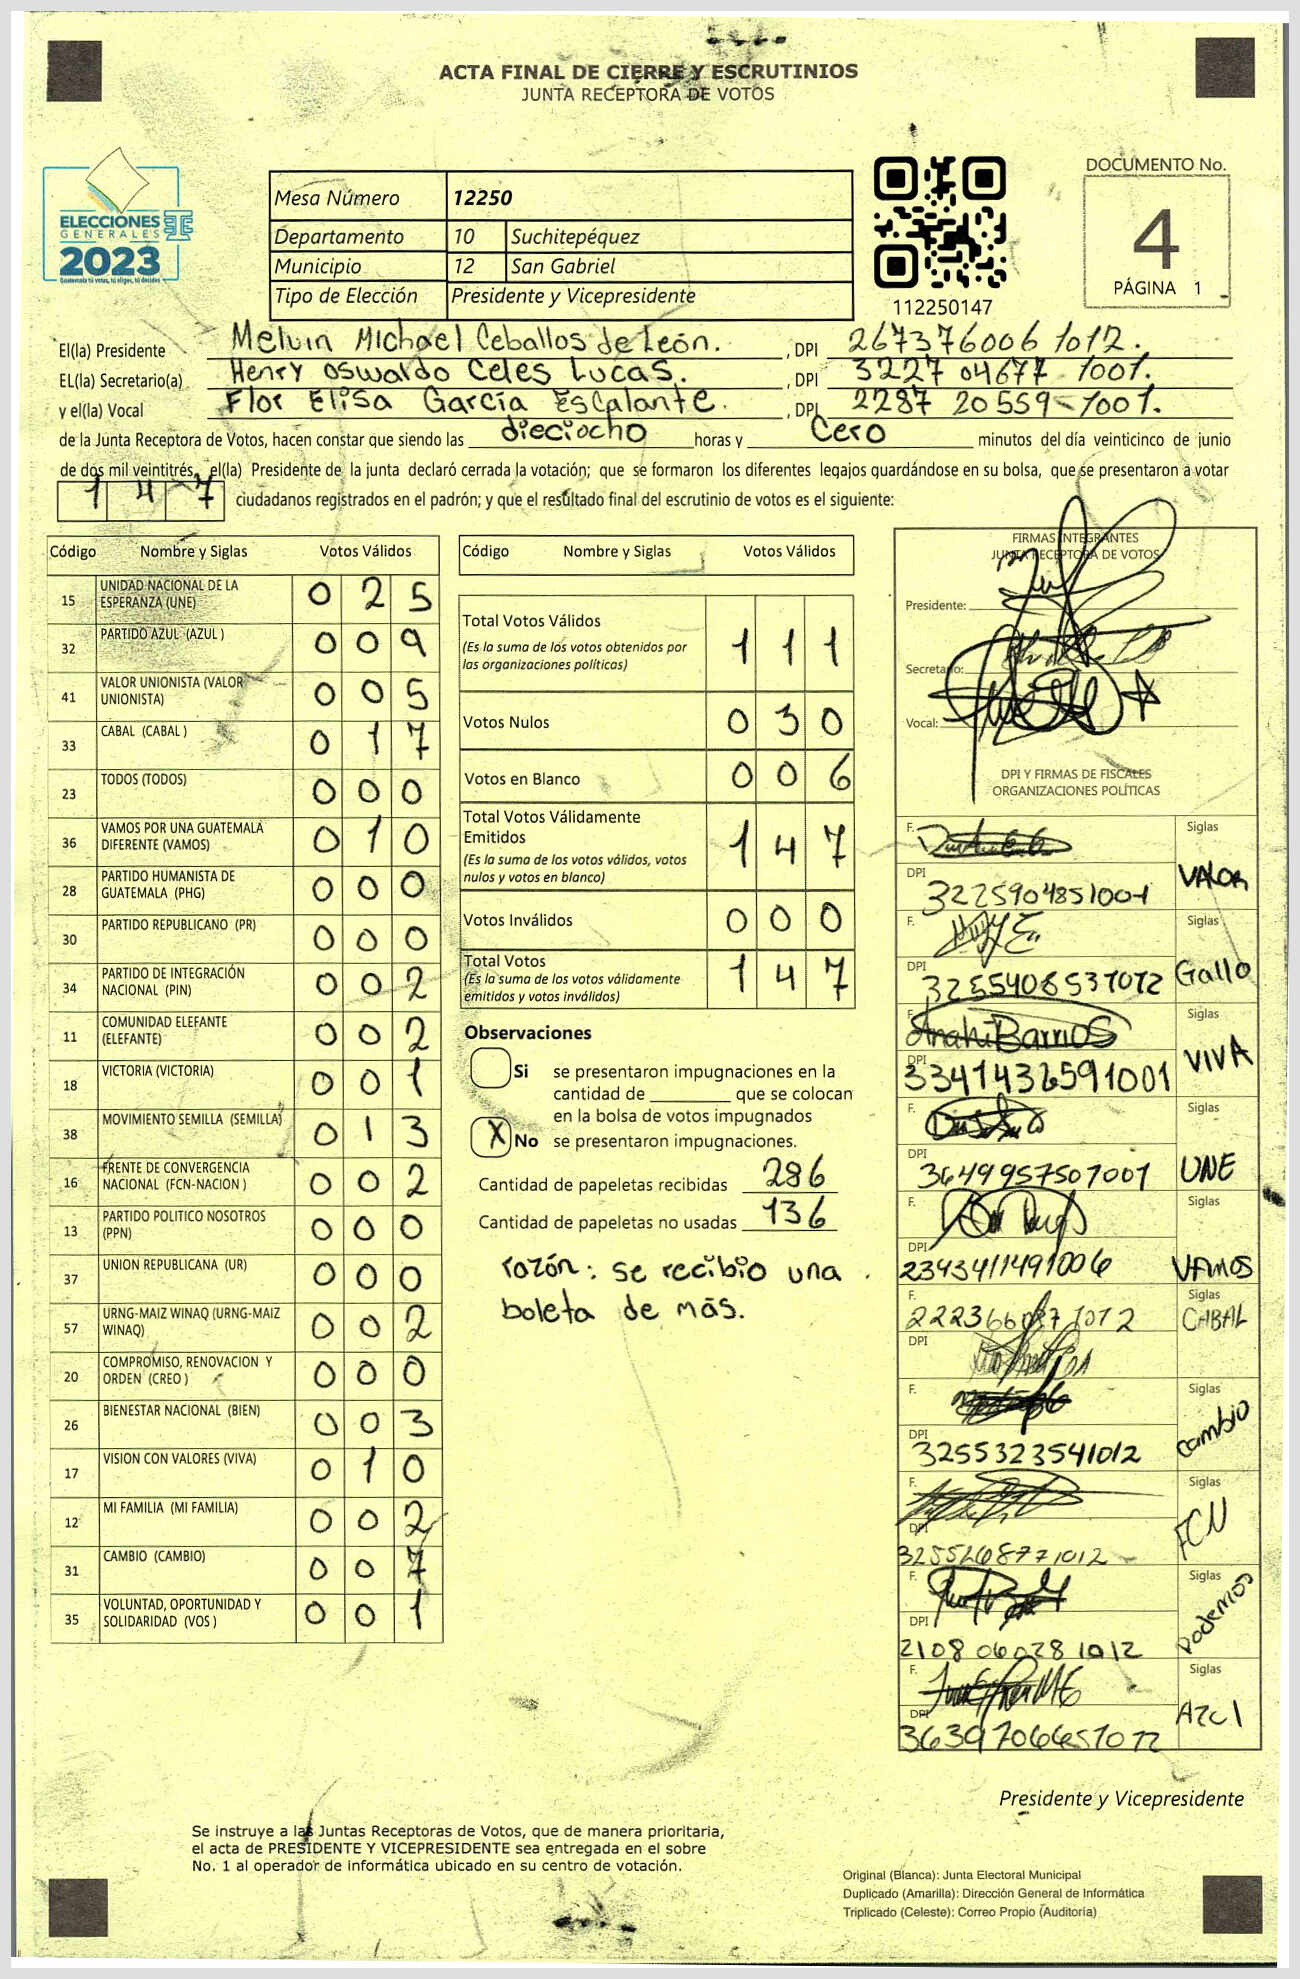 ACTA FINAL DE CIERRE Y ESCRUTINIOS
JUNTA RECEPTORA DE VOTOS
ELECCIONES
GENERALES
2023
Guatemala tú votas, tú eliges, tú decides
Mesa Número 12250
Departamento 10 Suchitepéquez
Municipio 12 San Gabriel
Tipo de Elección Presidente y Vicepresidente
112250147
DOCUMENTO No.
4
PÁGINA 1
El(la) Presidente Melvin Michael Ceballos de León. , DPI 267376006 1012.
EL(la) Secretario(a) Henry Oswaldo Celes Lucas. , DPI 3227 04677 1001.
y el(la) Vocal Flor Elisa García Escalante. , DPI 2287 20559-1001.
de la Junta Receptora de Votos, hacen constar que siendo las dieciocho horas y Cero minutos del día veinticinco de junio
de dos mil veintitrés, el(la) Presidente de la junta declaró cerrada la votación; que se formaron los diferentes legajos guardándose en su bolsa, que se presentaron a votar
1 4 7 ciudadanos registrados en el padrón; y que el resultado final del escrutinio de votos es el siguiente:
Código Nombre y Siglas Votos Válidos
15 UNIDAD NACIONAL DE LA ESPERANZA (UNE) 0 2 5
32 PARTIDO AZUL (AZUL ) 0 0 9
41 VALOR UNIONISTA (VALOR UNIONISTA) 0 0 5
33 CABAL (CABAL ) 0 1 7
23 TODOS (TODOS) 0 0 0
36 VAMOS POR UNA GUATEMALA DIFERENTE (VAMOS) 0 1 0
28 PARTIDO HUMANISTA DE GUATEMALA (PHG) 0 0 0
30 PARTIDO REPUBLICANO (PR) 0 0 0
34 PARTIDO DE INTEGRACIÓN NACIONAL (PIN) 0 0 2
11 COMUNIDAD ELEFANTE (ELEFANTE) 0 0 2
18 VICTORIA (VICTORIA) 0 0 1
38 MOVIMIENTO SEMILLA (SEMILLA) 0 1 3
16 FRENTE DE CONVERGENCIA NACIONAL (FCN-NACION ) 0 0 2
13 PARTIDO POLITICO NOSOTROS (PPN) 0 0 0
37 UNION REPUBLICANA (UR) 0 0 0
57 URNG-MAIZ WINAQ (URNG-MAIZ WINAQ) 0 0 2
20 COMPROMISO, RENOVACION Y ORDEN (CREO ) 0 0 0
26 BIENESTAR NACIONAL (BIEN) 0 0 3
17 VISION CON VALORES (VIVA) 0 1 0
12 MI FAMILIA (MI FAMILIA) 0 0 2
31 CAMBIO (CAMBIO) 0 0 7
35 VOLUNTAD, OPORTUNIDAD Y SOLIDARIDAD (VOS ) 0 0 1
Código Nombre y Siglas Votos Válidos
Total Votos Válidos 1 1 1
(Es la suma de los votos obtenidos por
las organizaciones políticas)
Votos Nulos 0 3 0
Votos en Blanco 0 0 6
Total Votos Válidamente
Emitidos 1 4 7
(Es la suma de los votos válidos, votos
nulos y votos en blanco)
Votos Inválidos 0 0 0
Total Votos 1 4 7
(Es la suma de los votos válidamente
emitidos y votos inválidos)
Observaciones
Si se presentaron impugnaciones en la
cantidad de ________ que se colocan
en la bolsa de votos impugnados
X No se presentaron impugnaciones.
Cantidad de papeletas recibidas 286
Cantidad de papeletas no usadas 136
razón: se recibio una
boleta de más.
FIRMAS INTEGRANTES
JUNTA RECEPTORA DE VOTOS
Presidente:
Secretario:
Vocal:
DPI Y FIRMAS DE FISCALES
ORGANIZACIONES POLÍTICAS
F. Siglas
DPI 3225904851001 VALOR
F. Siglas
DPI 3255408537012 Gallo
F. Anahi Barrios Siglas
DPI 3341432591001 VIVA
F. Siglas
DPI 3649957501001 UNE
F. Siglas
DPI 2343411491006 VAMOS
F. Siglas
DPI CABAL
F. Siglas
DPI 3255323541012 Cambio
F. Siglas
DPI 3255268771012 FCN
F. Siglas
DPI 2108 06028 1012 Podemos
F. Siglas
DPI Azul
Presidente y Vicepresidente
Se instruye a las Juntas Receptoras de Votos, que de manera prioritaria,
el acta de PRESIDENTE Y VICEPRESIDENTE sea entregada en el sobre
No. 1 al operador de informática ubicado en su centro de votación.
Original (Blanca): Junta Electoral Municipal
Duplicado (Amarilla): Dirección General de Informática
Triplicado (Celeste): Correo Propio (Auditoría)